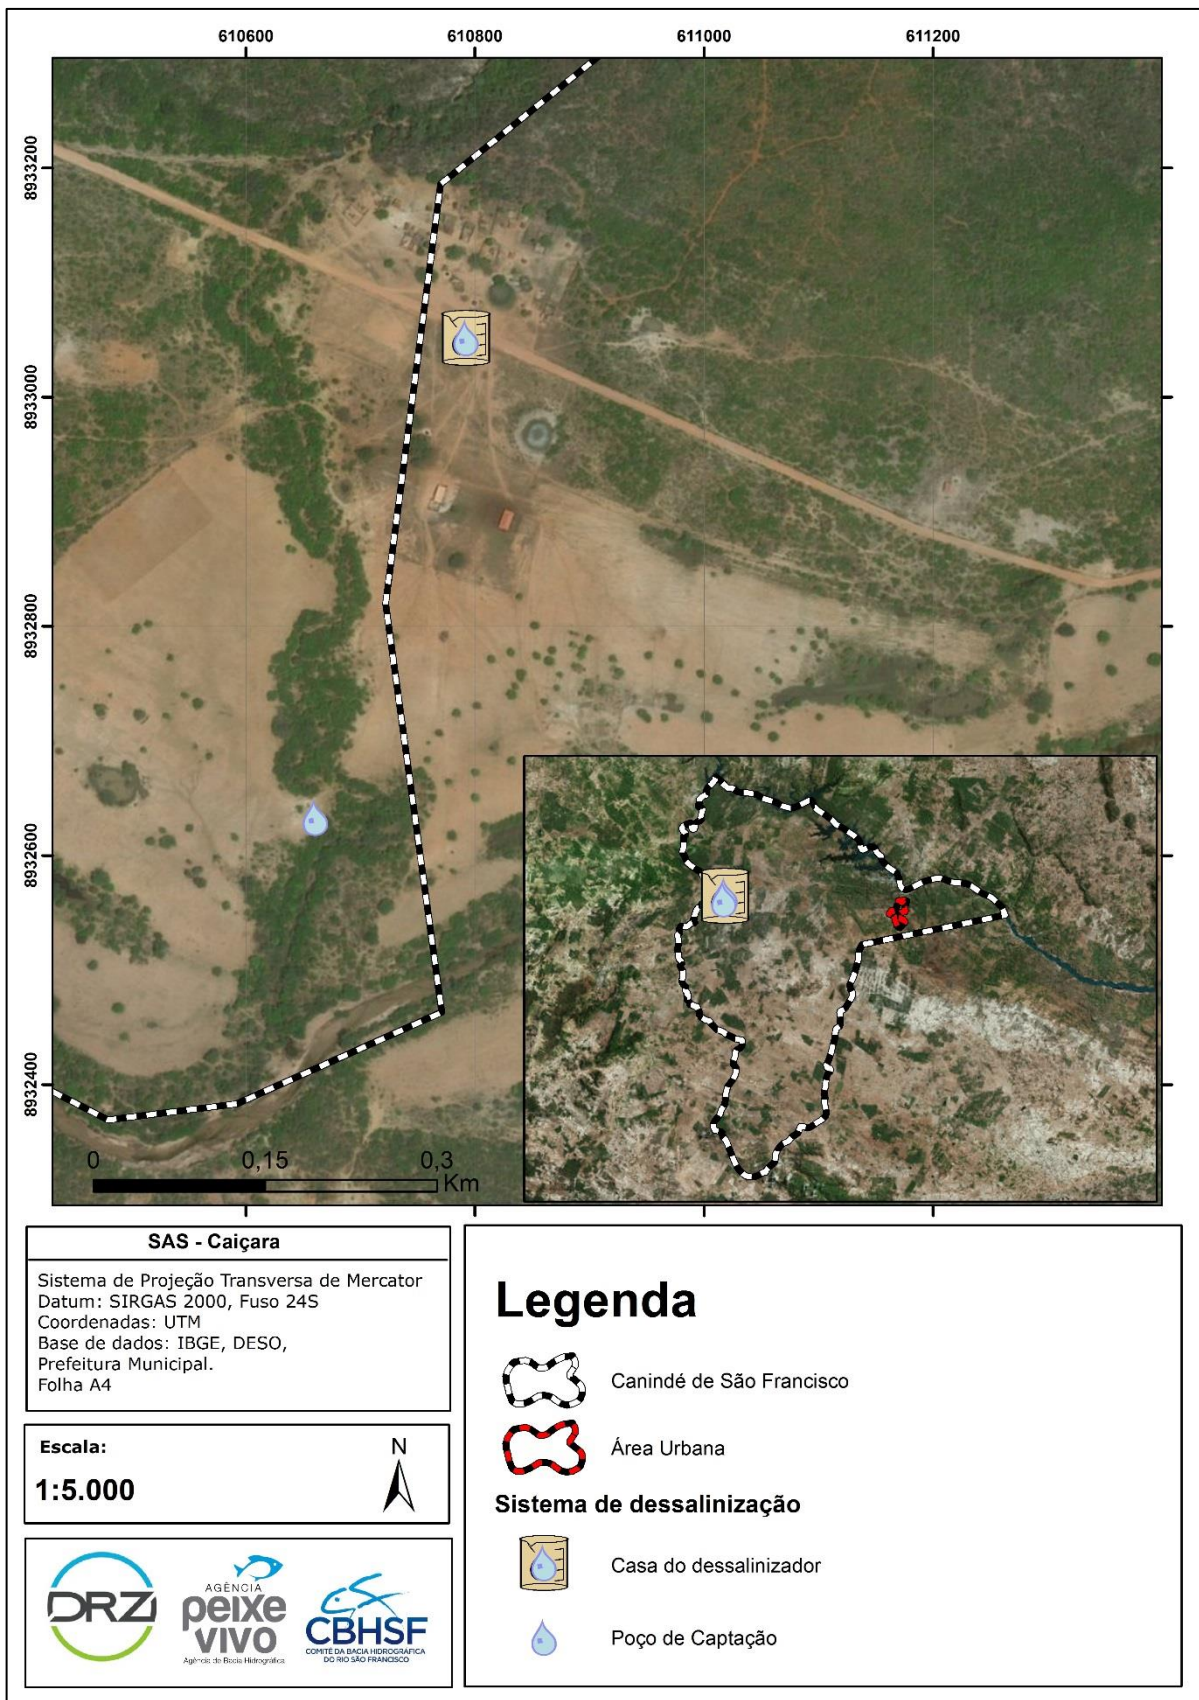 610600
610800
611000
611200
8933200
8933000
8932800
8932600
8932400
0
0,15
0,3
Km
SAS - Caiçara
Sistema de Projeção Transversa de Mercator
Datum: SIRGAS 2000, Fuso 24S
Coordenadas: UTM
Base de dados: IBGE, DESO,
Prefeitura Municipal.
Folha A4
Escala:
1:5.000
N
DRZ
AGÊNCIA
peixe
vivo
Agência de Bacia Hidrográfica
CBHSF
COMITÊ DA BACIA HIDROGRÁFICA
DO RIO SÃO FRANCISCO
Legenda
Canindé de São Francisco
Área Urbana
Sistema de dessalinização
Casa do dessalinizador
Poço de Captação